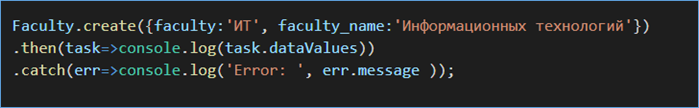 Faculty.create({faculty:'ИТ', faculty_name:'Информационных технологий'})
.then(task=>console.log(task.dataValues))
.catch(err=>console.log('Error: ', err.message ));